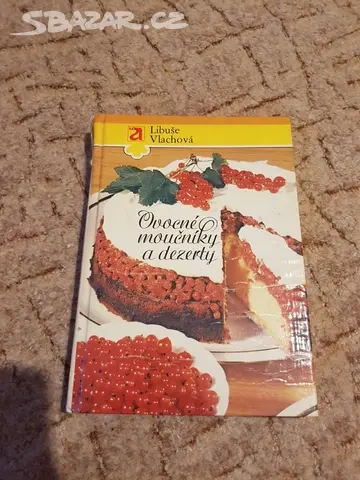 SBAZAR.CZ
Libuše
Vlachová
Ovocné
moučníky
a dezerty